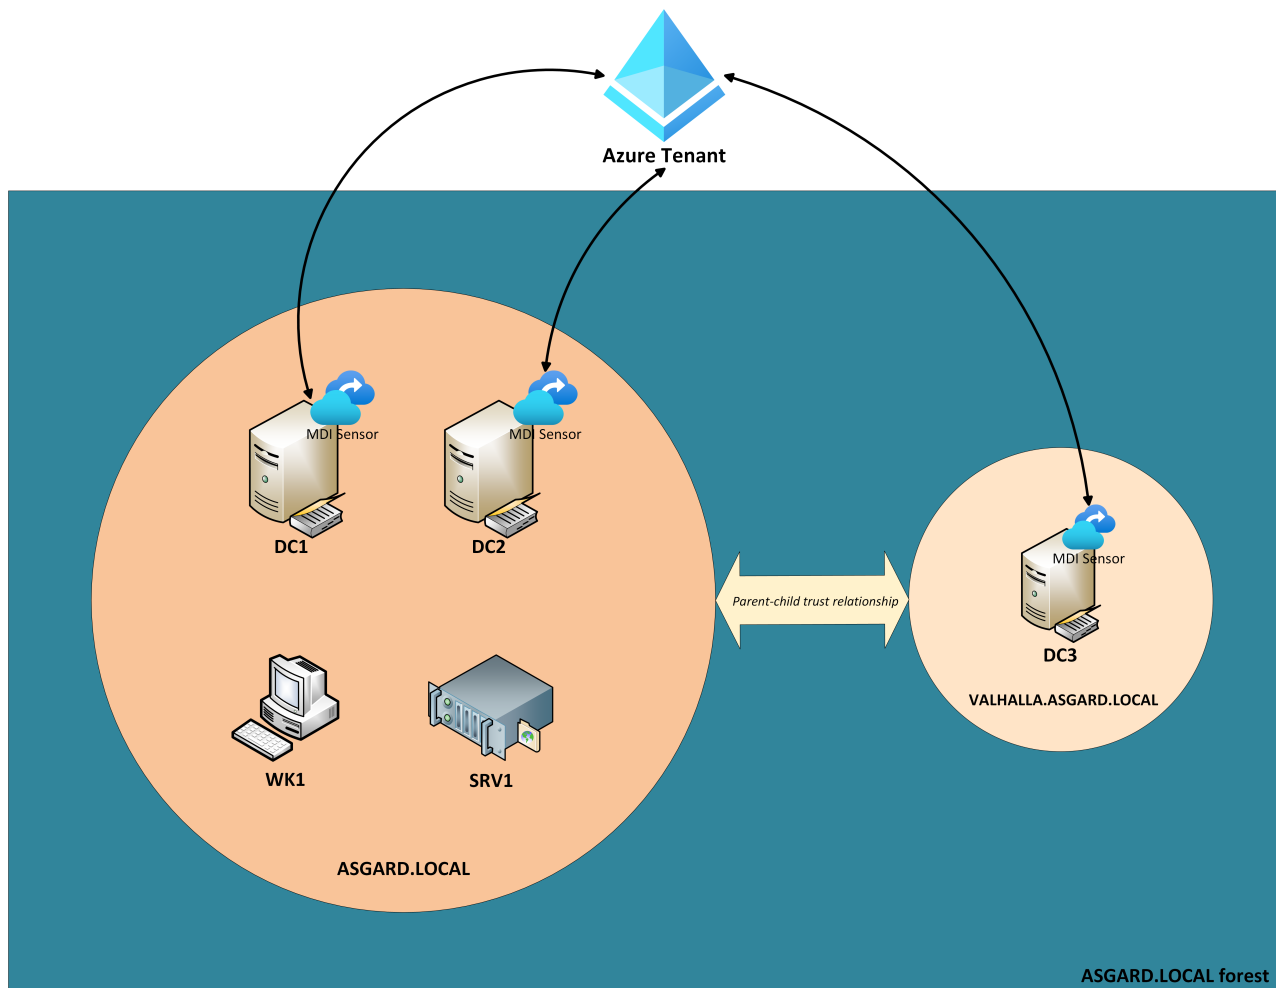 Azure Tenant
MDI Sensor
MDI Sensor
DC1
DC2
MDI Sensor
Parent-child trust relationship
DC3
VALHALLA.ASGARD.LOCAL
WK1
SRV1
ASGARD.LOCAL
ASGARD.LOCAL forest